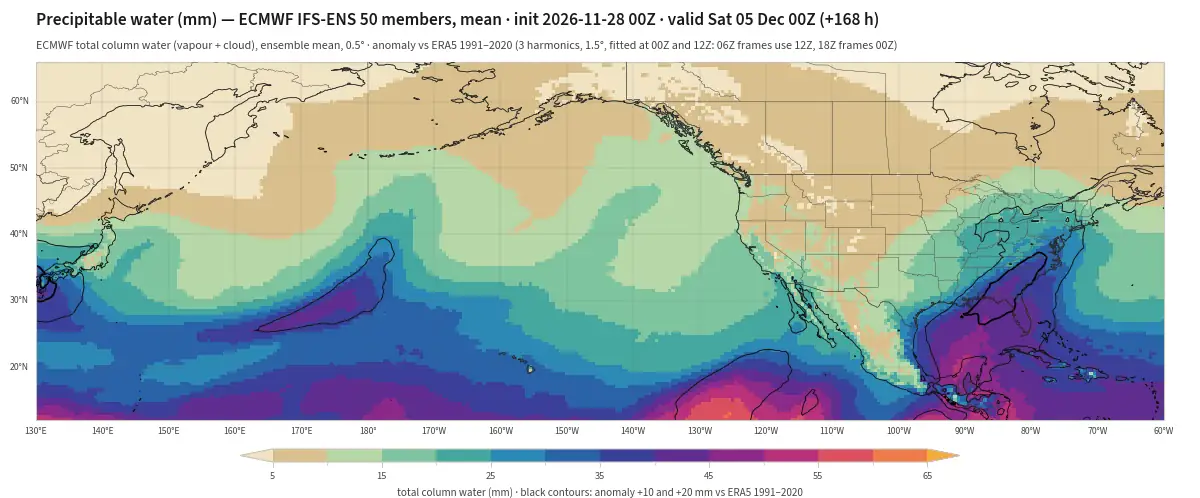 Precipitable water (mm) — ECMWF IFS-ENS 50 members, mean · init 2026-11-28 00Z · valid Sat 05 Dec 00Z (+168 h)
ECMWF total column water (vapour + cloud), ensemble mean, 0.5° · anomaly vs ERA5 1991–2020 (3 harmonics, 1.5°, fitted at 00Z and 12Z: 06Z frames use 12Z, 18Z frames 00Z)
60°N
50°N
40°N
30°N
20°N
130°E 140°E 150°E 160°E 170°E 180° 170°W 160°W 150°W 140°W 130°W 120°W 110°W 100°W 90°W 80°W 70°W 60°W
5 15 25 35 45 55 65
total column water (mm) · black contours: anomaly +10 and +20 mm vs ERA5 1991–2020